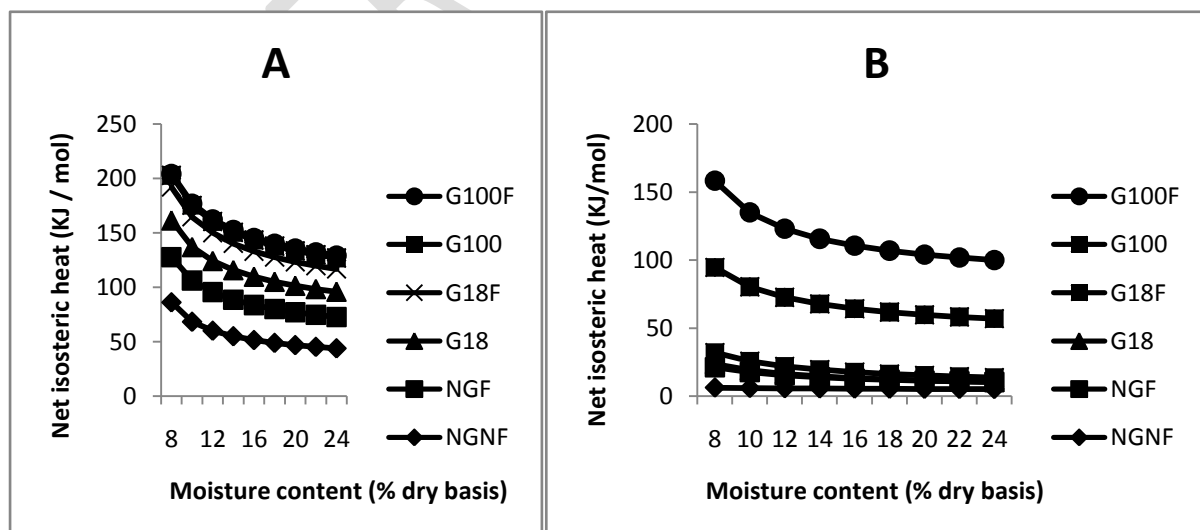 A
Net isosteric heat (KJ / mol)
250
200
150
100
50
0
8 12 16 20 24
Moisture content (% dry basis)
G100F
G100
G18F
G18
NGF
NGNF
B
Net isosteric heat (KJ/mol)
200
150
100
50
0
8 10 12 14 16 18 20 22 24
Moisture content (% dry basis)
G100F
G100
G18F
G18
NGF
NGNF